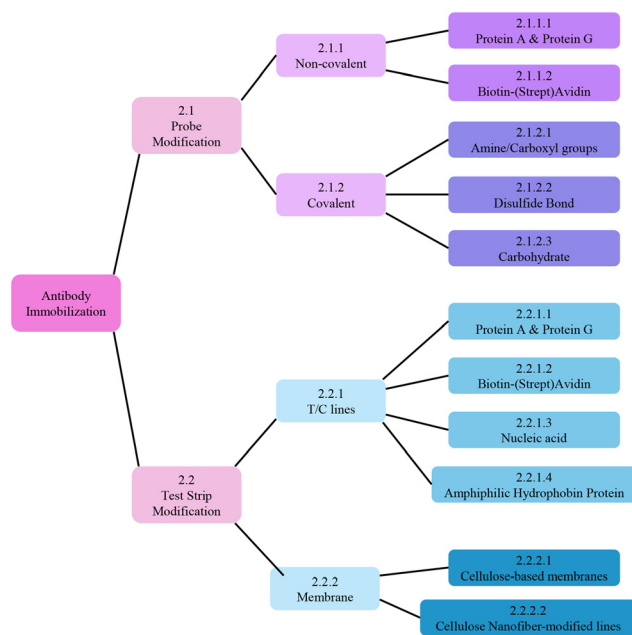 Antibody
Immobilization
2.1
Probe
Modification
2.1.1
Non-covalent
2.1.1.1
Protein A & Protein G
2.1.1.2
Biotin-(Strept)Avidin
2.1.2
Covalent
2.1.2.1
Amine/Carboxyl groups
2.1.2.2
Disulfide Bond
2.1.2.3
Carbohydrate
2.2
Test Strip
Modification
2.2.1
T/C lines
2.2.1.1
Protein A & Protein G
2.2.1.2
Biotin-(Strept)Avidin
2.2.1.3
Nucleic acid
2.2.1.4
Amphiphilic Hydrophobin Protein
2.2.2
Membrane
2.2.2.1
Cellulose-based membranes
2.2.2.2
Cellulose Nanofiber-modified lines